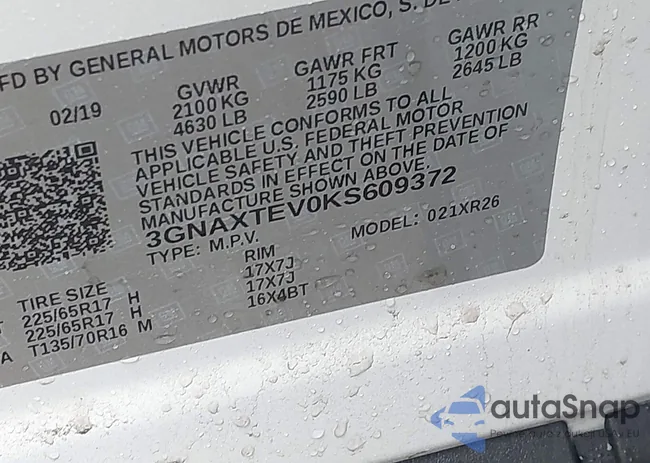 MFD BY GENERAL MOTORS DE MEXICO, S. DE
02/19
GVWR
2100 KG
4630 LB
GAWR FRT
1175 KG
2590 LB
GAWR RR
1200 KG
2645 LB
THIS VEHICLE CONFORMS TO ALL
APPLICABLE U.S. FEDERAL MOTOR
VEHICLE SAFETY AND THEFT PREVENTION
STANDARDS IN EFFECT ON THE DATE OF
MANUFACTURE SHOWN ABOVE.
3GNAXTEV0KS609372
TYPE: M.P.V.
MODEL: 021XR26
TIRE SIZE
RIM
225/65R17 H
17X7J
225/65R17 H
17X7J
T135/70R16 M
16X4BT
autaSnap